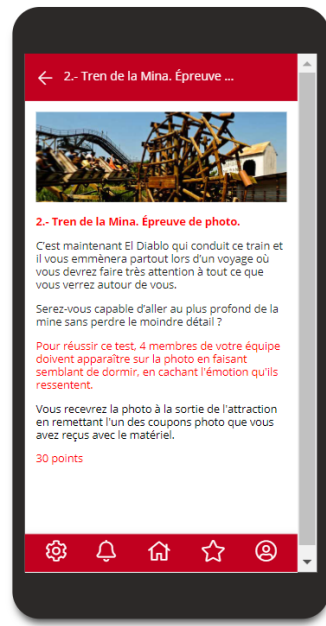 2.- Tren de la Mina. Épreuve ...
2.- Tren de la Mina. Épreuve de photo.
C'est maintenant El Diablo qui conduit ce train et
il vous emmènera partout lors d'un voyage où
vous devrez faire très attention à tout ce que
vous verrez autour de vous.
Serez-vous capable d'aller au plus profond de la
mine sans perdre le moindre détail ?
Pour réussir ce test, 4 membres de votre équipe
doivent apparaître sur la photo en faisant
semblant de dormir, en cachant l'émotion qu'ils
ressentent.
Vous recevrez la photo à la sortie de l'attraction
en remettant l'un des coupons photo que vous
avez reçus avec le matériel.
30 points